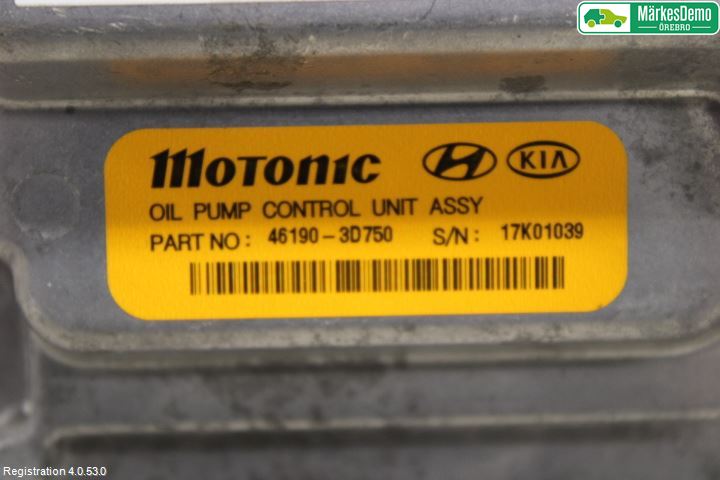 MärkesDemo
ÖREBRO
MOTONIC KIA
OIL PUMP CONTROL UNIT ASSY
PART NO: 46190-3D750 S/N: 17K01039
Registration 4.0.53.0